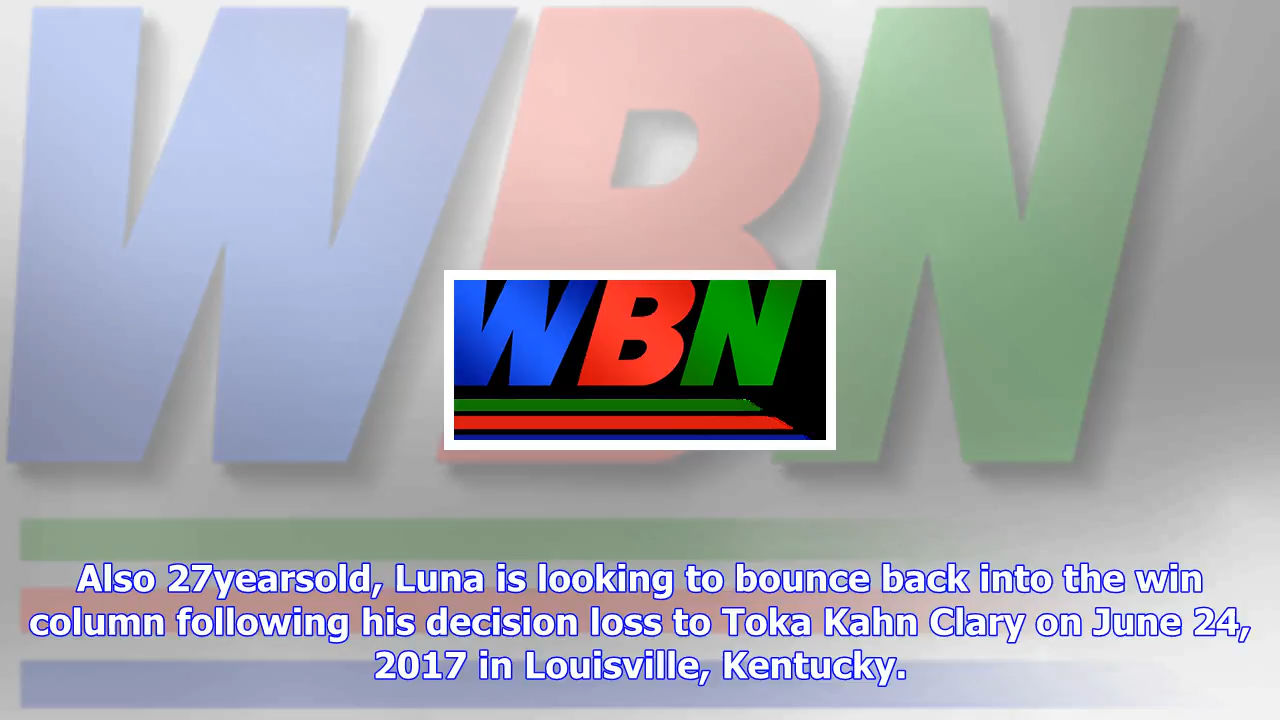 WBN
WBN
Also 27yearsold, Luna is looking to bounce back into the win
column following his decision loss to Toka Kahn Clary on June 24,
2017 in Louisville, Kentucky.